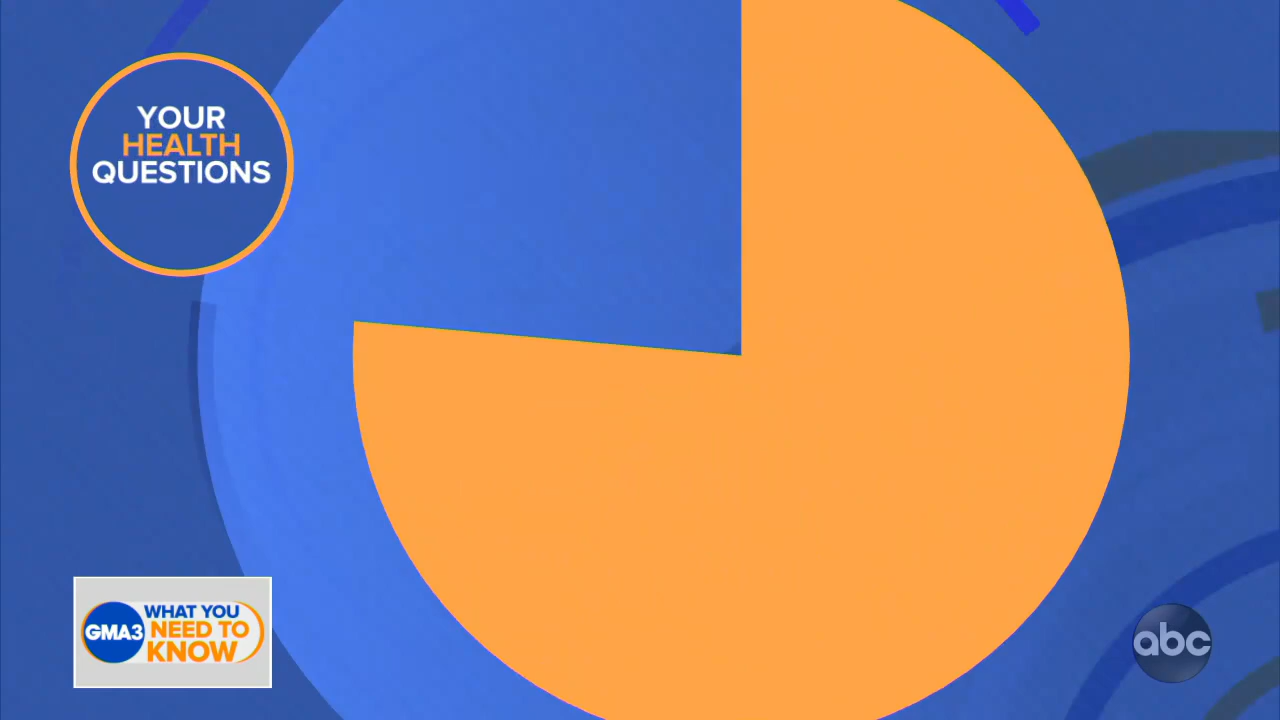 YOUR
HEALTH
QUESTIONS
GMA3
WHAT YOU
NEED TO
KNOW
abc